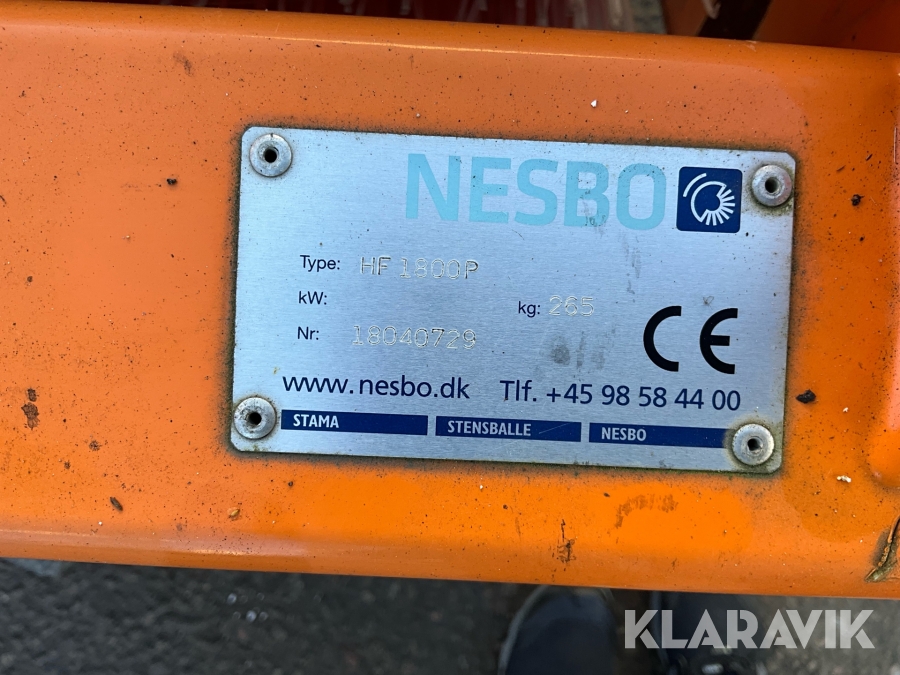 NESBO
Type: HF 1800P
kW:
kg: 265
Nr: 18040729
www.nesbo.dk Tlf. +45 98 58 44 00
STAMA STENSBALLE NESBO
KLARAVIK